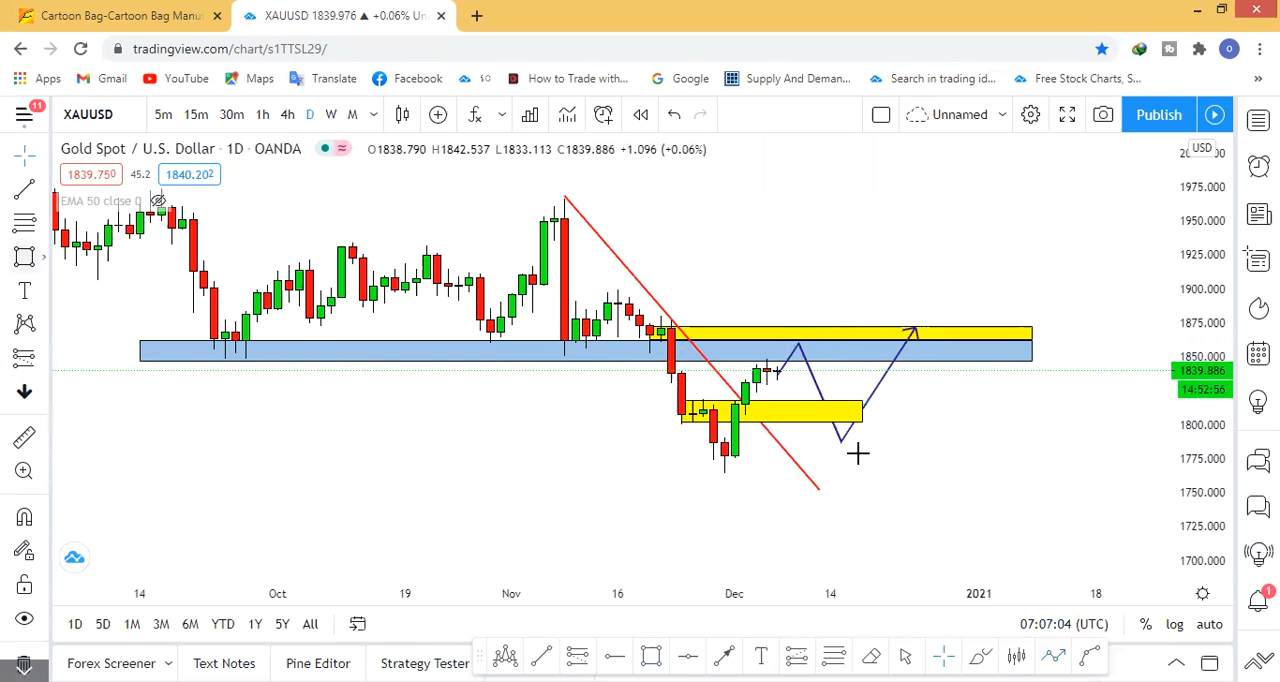 Cartoon Bag-Cartoon Bag Manu
XAUUSD 1839.976 ▲ +0.06% Un
tradingview.com/chart/s1TTSL29/
Apps Gmail YouTube Maps Translate Facebook SO How to Trade with... Google Supply And Deman... Search in trading id... Free Stock Charts, S... »
11 XAUUSD 5m 15m 30m 1h 4h D W M Unnamed Publish
Gold Spot / U.S. Dollar · 1D · OANDA O1838.790 H1842.537 L1833.113 C1839.886 +1.096 (+0.06%)
USD
1839.750 45.2 1840.202
EMA 50 close 0
1975.000
1950.000
1925.000
1900.000
1875.000
1850.000
1839.886
14:52:56
1800.000
1775.000
1750.000
1725.000
1700.000
14 Oct 19 Nov 16 Dec 14 2021 18
1D 5D 1M 3M 6M YTD 1Y 5Y All 07:07:04 (UTC) % log auto
1
Forex Screener Text Notes Pine Editor Strategy Tester